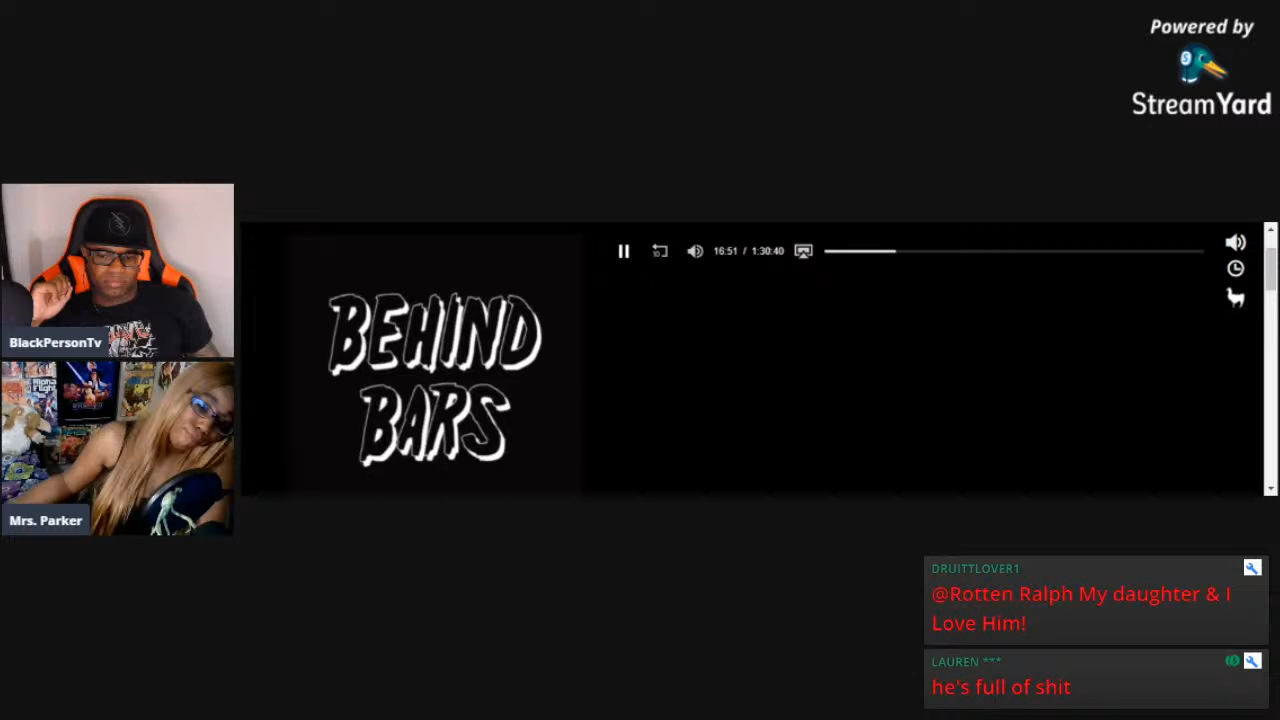 Powered by
StreamYard
16:51 / 1:30:40
BEHIND
BARS
BlackPersonTv
Mrs. Parker
DRUITTLOVER1
@Rotten Ralph My daughter & I
Love Him!
LAUREN ***
he's full of shit